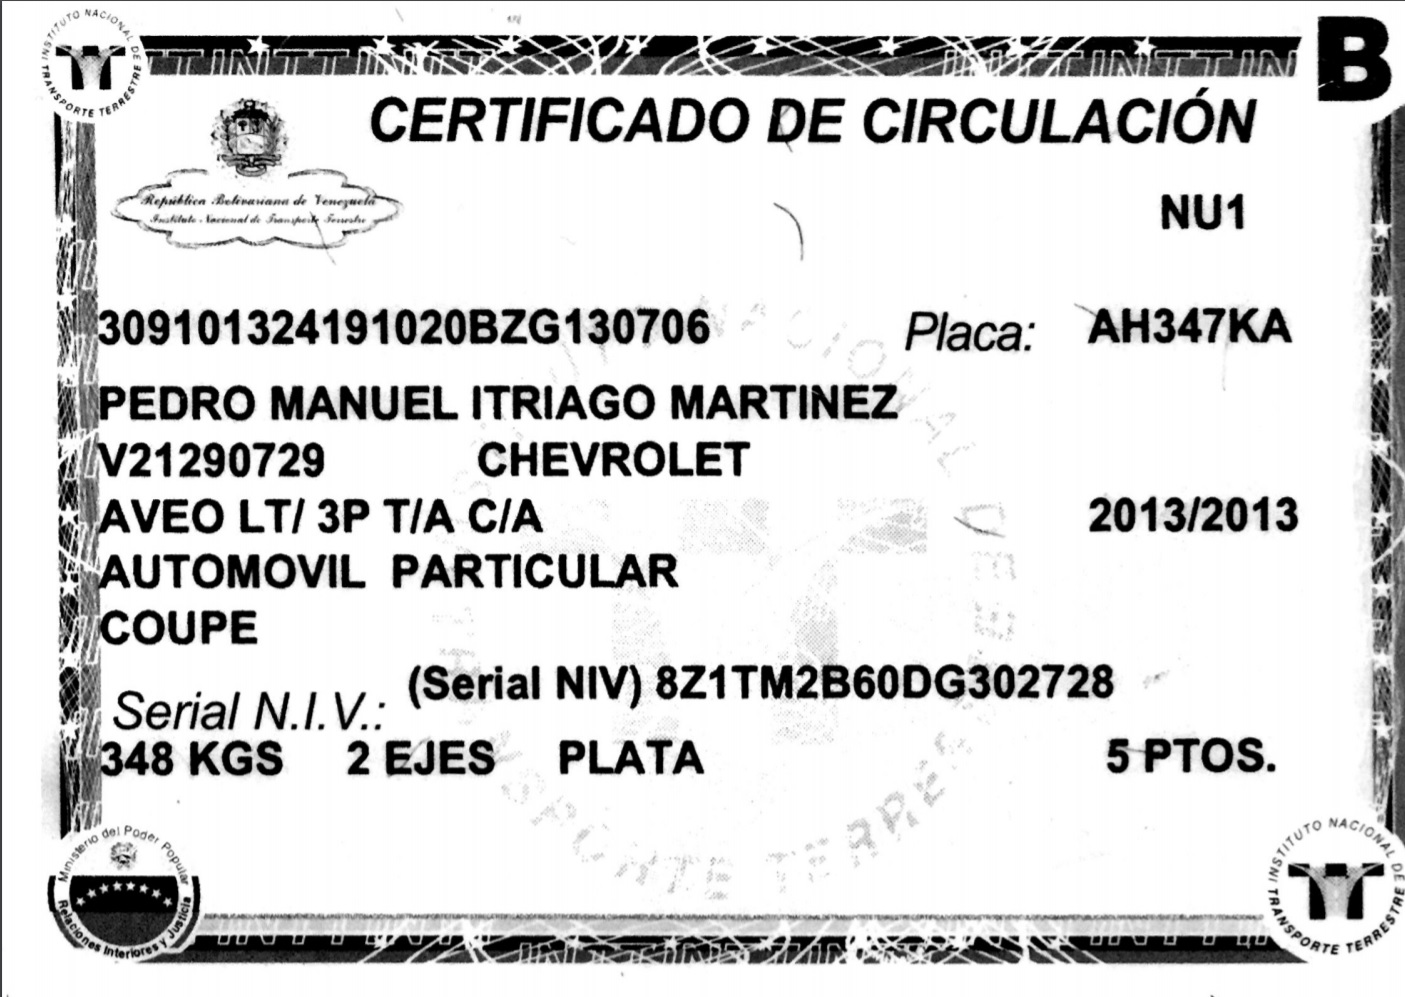 INSTITUTO NACIONAL DE TRANSPORTE TERRESTRE
B
CERTIFICADO DE CIRCULACIÓN
República Bolivariana de Venezuela
Instituto Nacional de Transporte Terrestre
NU1
309101324191020BZG130706 Placa: AH347KA
PEDRO MANUEL ITRIAGO MARTINEZ
V21290729 CHEVROLET
AVEO LT/ 3P T/A C/A 2013/2013
AUTOMOVIL PARTICULAR
COUPE
Serial N.I.V.: (Serial NIV) 8Z1TM2B60DG302728
348 KGS 2 EJES PLATA 5 PTOS.
Ministerio del Poder Popular
Relaciones Interiores y Justicia
INSTITUTO NACIONAL DE TRANSPORTE TERRESTRE